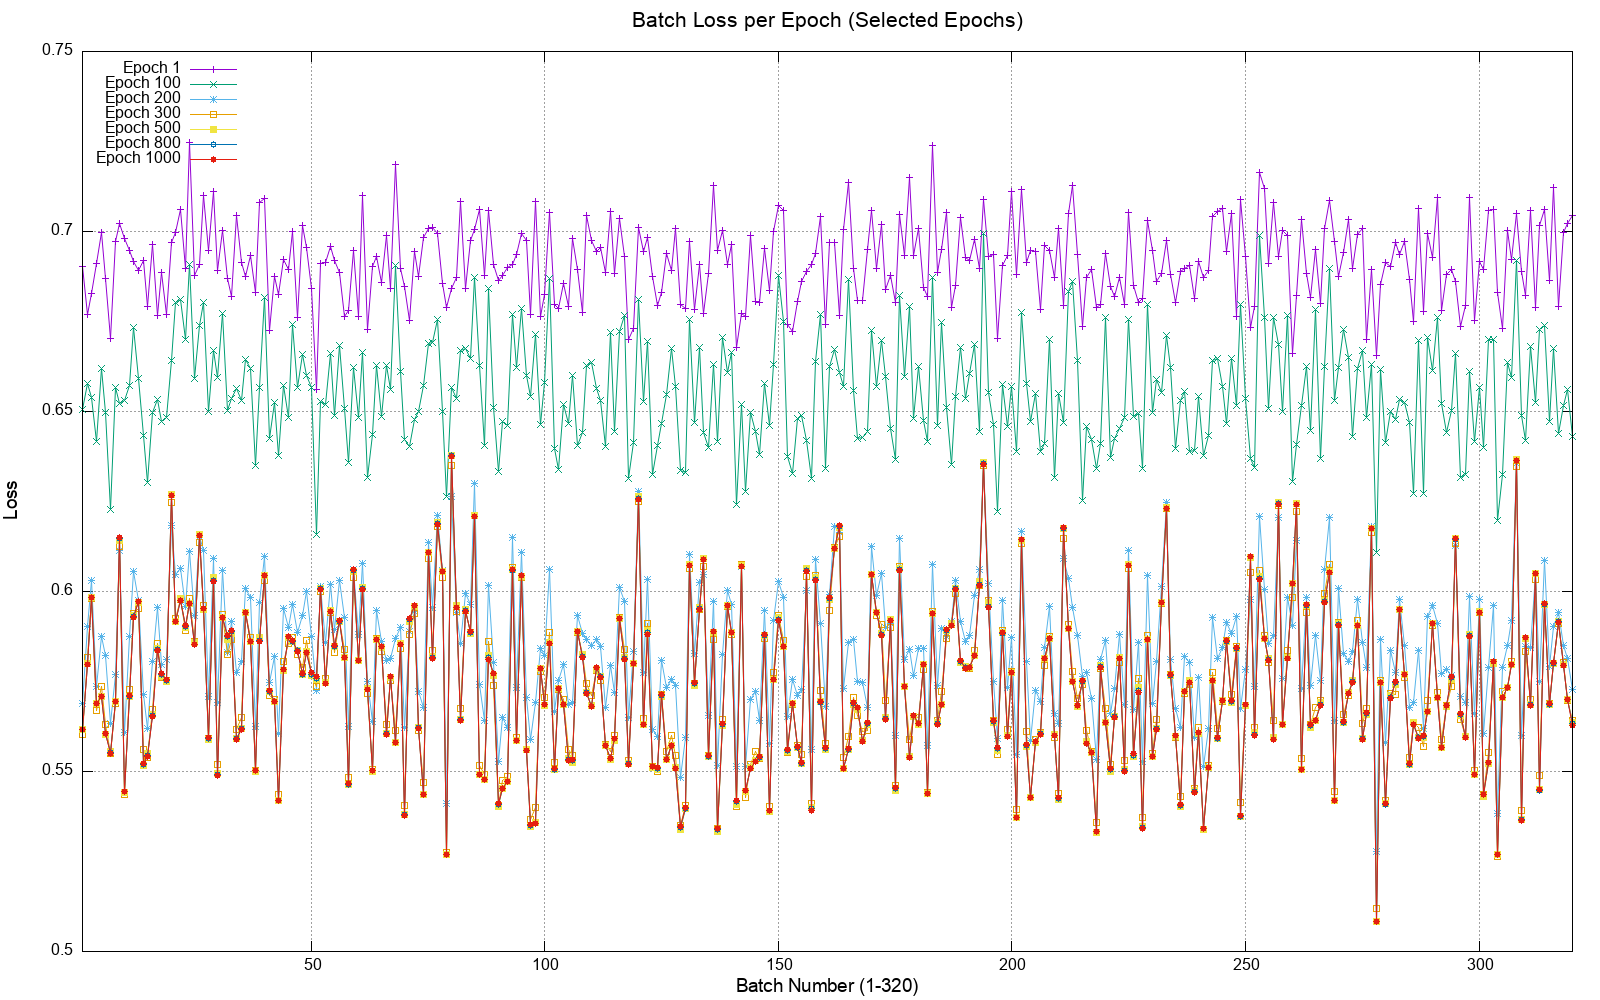 Batch Loss per Epoch (Selected Epochs)
0.75
0.7
0.65
0.6
0.55
0.5
Loss
Epoch 1
Epoch 100
Epoch 200
Epoch 300
Epoch 500
Epoch 800
Epoch 1000
50
100
150
200
250
300
Batch Number (1-320)